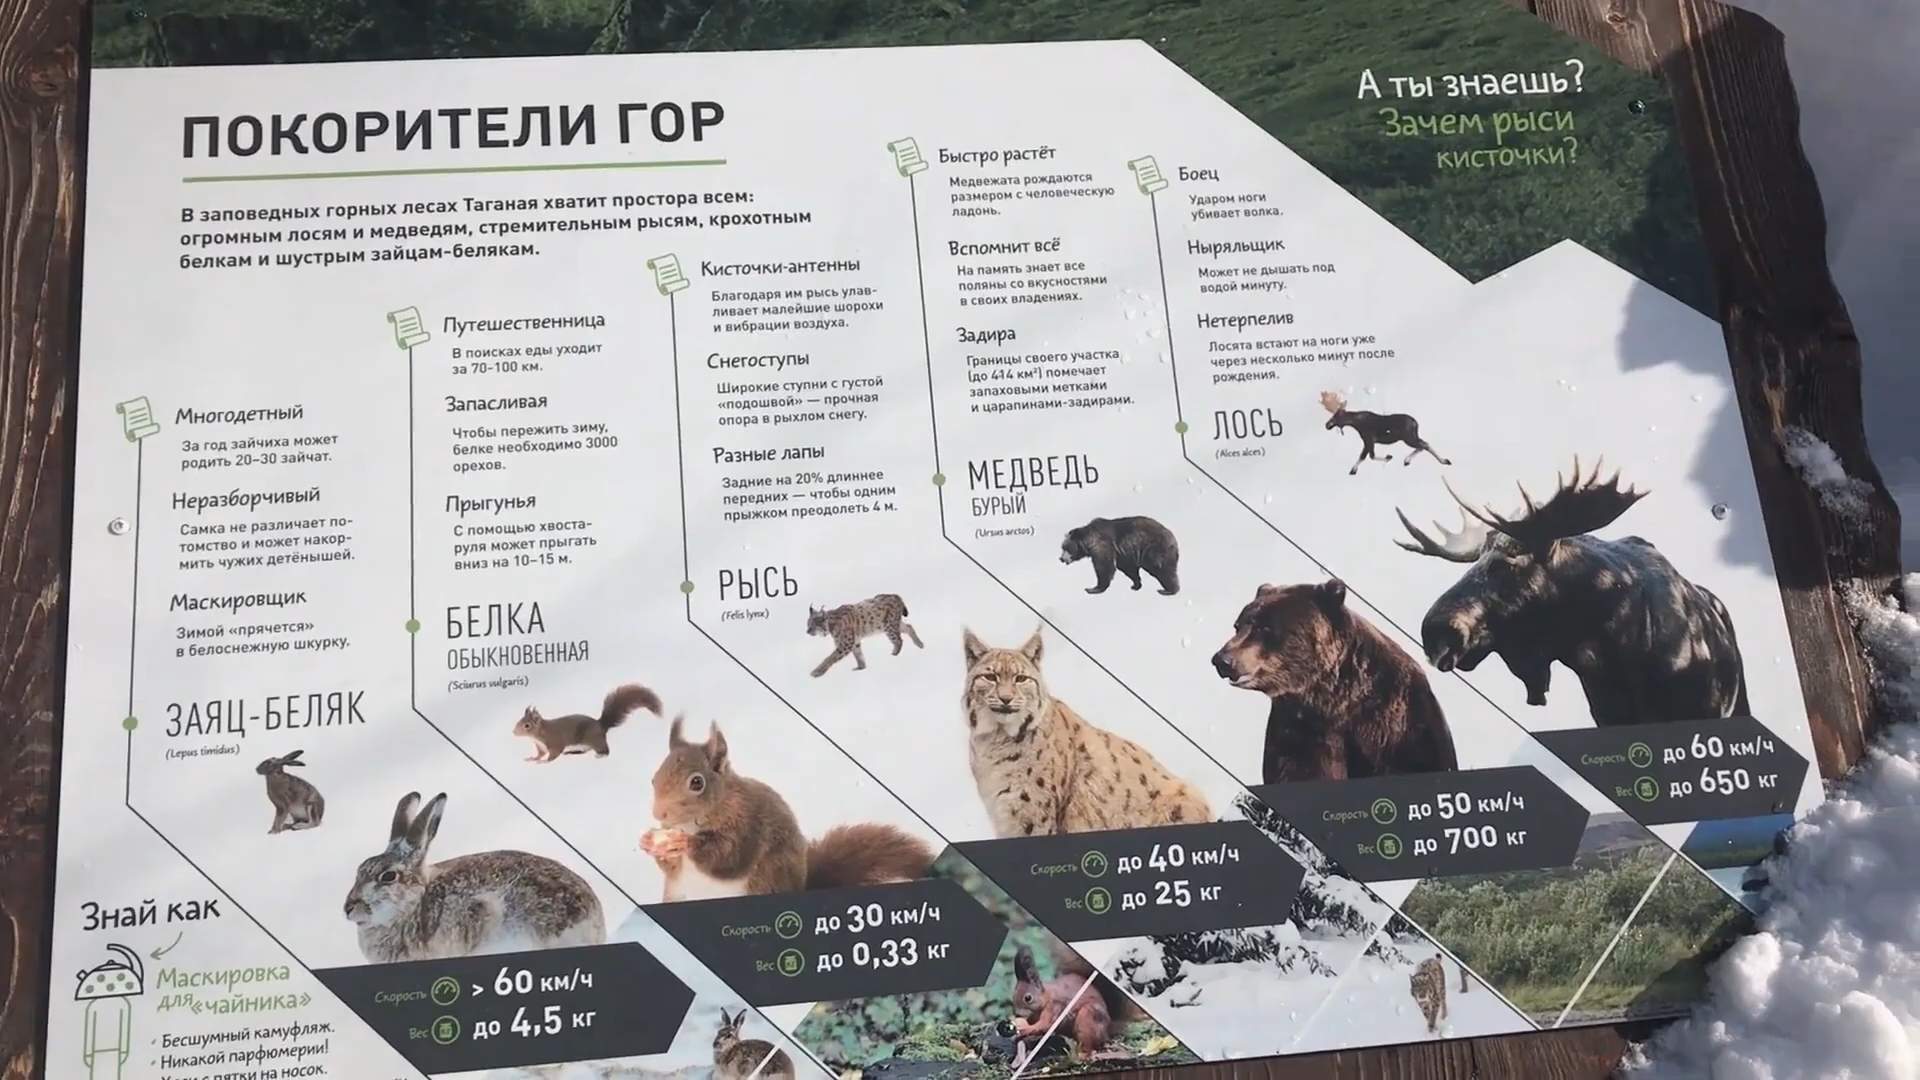 ПОКОРИТЕЛИ ГОР
В заповедных горных лесах Таганая хватит простора всем:
огромным лосям и медведям, стремительным рысям, крохотным
белкам и шустрым зайцам-белякам.
А ты знаешь?
Зачем рыси
кисточки?
Многодетный
За год зайчиха может
родить 20–30 зайчат.
Неразборчивый
Самка не различает по-
томство и может накор-
мить чужих детёнышей.
Маскировщик
Зимой «прячется»
в белоснежную шкурку.
ЗАЯЦ-БЕЛЯК
(Lepus timidus)
Скорость > 60 км/ч
Вес до 4,5 кг
Путешественница
В поисках еды уходит
за 70-100 км.
Запасливая
Чтобы пережить зиму,
белке необходимо 3000
орехов.
Прыгунья
С помощью хвоста-
руля может прыгать
вниз на 10–15 м.
БЕЛКА
ОБЫКНОВЕННАЯ
(Sciurus vulgaris)
Скорость до 30 км/ч
Вес до 0,33 кг
Кисточки-антенны
Благодаря им рысь улав-
ливает малейшие шорохи
и вибрации воздуха.
Снегоступы
Широкие ступни с густой
«подошвой» — прочная
опора в рыхлом снегу.
Разные лапы
Задние на 20% длиннее
передних — чтобы одним
прыжком преодолеть 4 м.
РЫСЬ
(Felis lynx)
Скорость до 40 км/ч
Вес до 25 кг
Быстро растёт
Медвежата рождаются
размером с человеческую
ладонь.
Вспомнит всё
На память знает все
поляны со вкусностями
в своих владениях.
Задира
Границы своего участка
(до 414 км²) помечает
запаховыми метками
и царапинами-задирами.
МЕДВЕДЬ
БУРЫЙ
(Ursus arctos)
Скорость до 50 км/ч
Вес до 700 кг
Боец
Ударом ноги
убивает волка.
Ныряльщик
Может не дышать под
водой минуту.
Нетерпелив
Лосята встают на ноги уже
через несколько минут после
рождения.
ЛОСЬ
(Alces alces)
Скорость до 60 км/ч
Вес до 650 кг
Знай как
Маскировка
для «чайника»
• Бесшумный камуфляж.
• Никакой парфюмерии!
с пятки на носок.